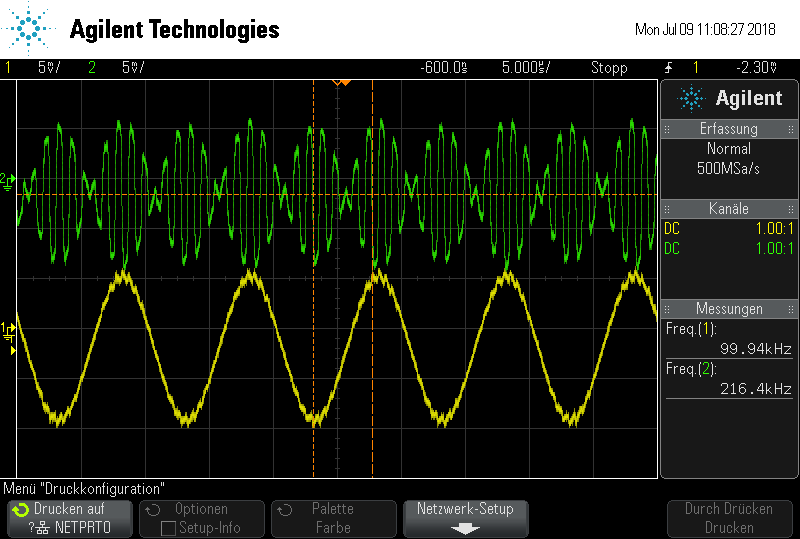 Agilent Technologies
Mon Jul 09 11:08:27 2018
1 5V/ 2 5V/ -600.0s 5.000s/ Stopp 1 -2.30V
Agilent
Erfassung
Normal
500MSa/s
Kanäle
DC 1.00:1
DC 1.00:1
Messungen
Freq.(1):
99.94kHz
Freq.(2):
216.4kHz
2
1
Menü "Druckkonfiguration"
Drucken auf
? NETPRT0
Optionen
Setup-Info
Palette
Farbe
Netzwerk-Setup
Durch Drücken
Drucken